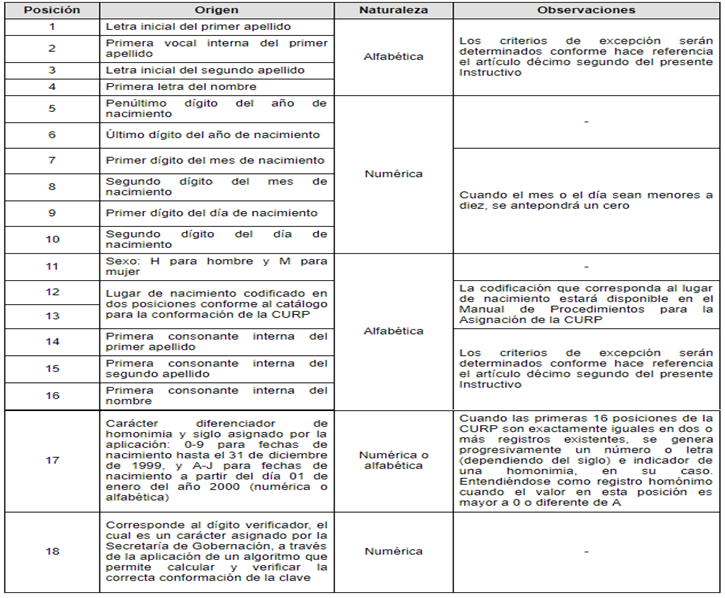 Posición Origen Naturaleza Observaciones
1 Letra inicial del primer apellido
2 Primera vocal interna del primer
apellido
3 Letra inicial del segundo apellido
4 Primera letra del nombre
Alfabética
Los criterios de excepción serán
determinados conforme hace referencia
el artículo décimo segundo del presente
Instructivo
5 Penúltimo dígito del año de
nacimiento
6 Último dígito del año de nacimiento
-
7 Primer dígito del mes de nacimiento
8 Segundo dígito del mes de
nacimiento
9 Primer dígito del día de nacimiento
10 Segundo dígito del día de
nacimiento
Numérica
Cuando el mes o el día sean menores a
diez, se antepondrá un cero
11 Sexo: H para hombre y M para
mujer
-
12
13
Lugar de nacimiento codificado en
dos posiciones conforme al catálogo
para la conformación de la CURP
La codificación que corresponda al lugar
de nacimiento estará disponible en el
Manual de Procedimientos para la
Asignación de la CURP
Alfabética
14 Primera consonante interna del
primer apellido
15 Primera consonante interna del
segundo apellido
16 Primera consonante interna del
nombre
Los criterios de excepción serán
determinados conforme hace referencia
el artículo décimo segundo del presente
Instructivo
17
Carácter diferenciador de
homonimia y siglo asignado por la
aplicación: 0-9 para fechas de
nacimiento hasta el 31 de diciembre
de 1999, y A-J para fechas de
nacimiento a partir del día 01 de
enero del año 2000 (numérica o
alfabética)
Numérica o
alfabética
Cuando las primeras 16 posiciones de la
CURP son exactamente iguales en dos o
más registros existentes, se genera
progresivamente un número o letra
(dependiendo del siglo) e indicador de
una homonimia, en su caso.
Entendiéndose como registro homónimo
cuando el valor en esta posición es
mayor a 0 o diferente de A
18
Corresponde al dígito verificador, el
cual es un carácter asignado por la
Secretaría de Gobernación, a través
de la aplicación de un algoritmo que
permite calcular y verificar la
correcta conformación de la clave
Numérica
-